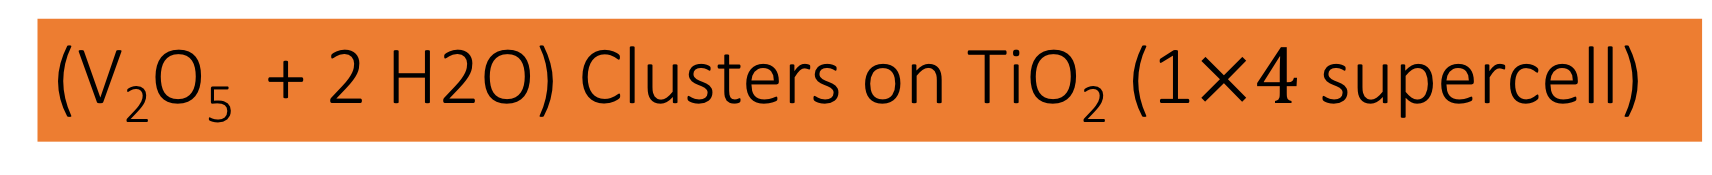 (V₂O₅ + 2 H2O) Clusters on TiO₂ (1×4 supercell)